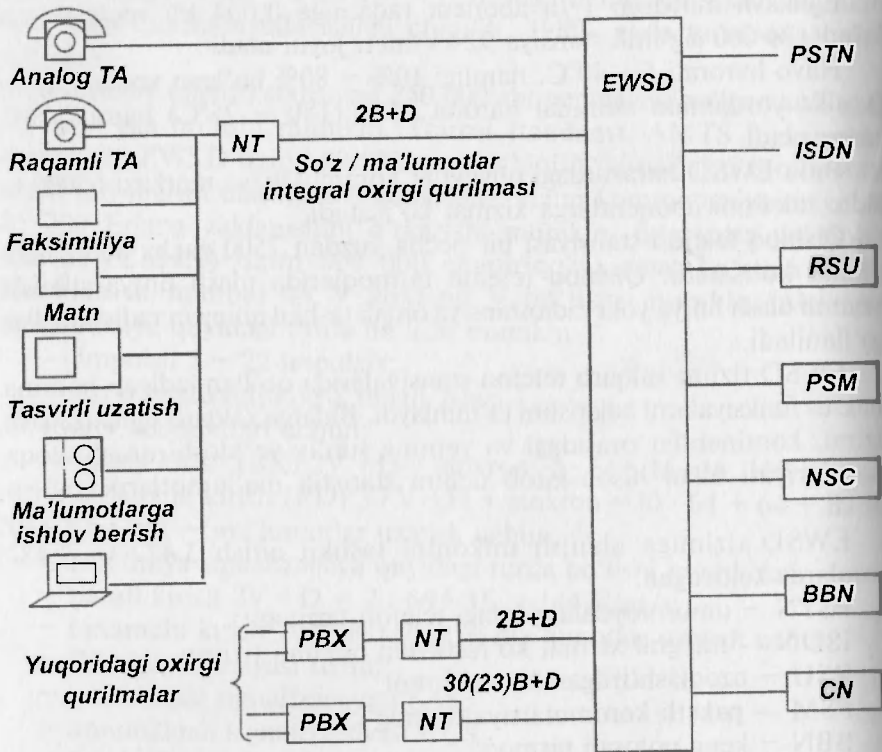 Analog TA
Raqamli TA
NT
2B+D
So'z / ma'lumotlar
integral oxirgi qurilmasi
Faksimiliya
Matn
Tasvirli uzatish
Ma'lumotlarga
ishlov berish
Yuqoridagi oxirgi
qurilmalar
PBX
NT
2B+D
PBX
NT
30(23)B+D
EWSD
PSTN
ISDN
RSU
PSM
NSC
BBN
CN